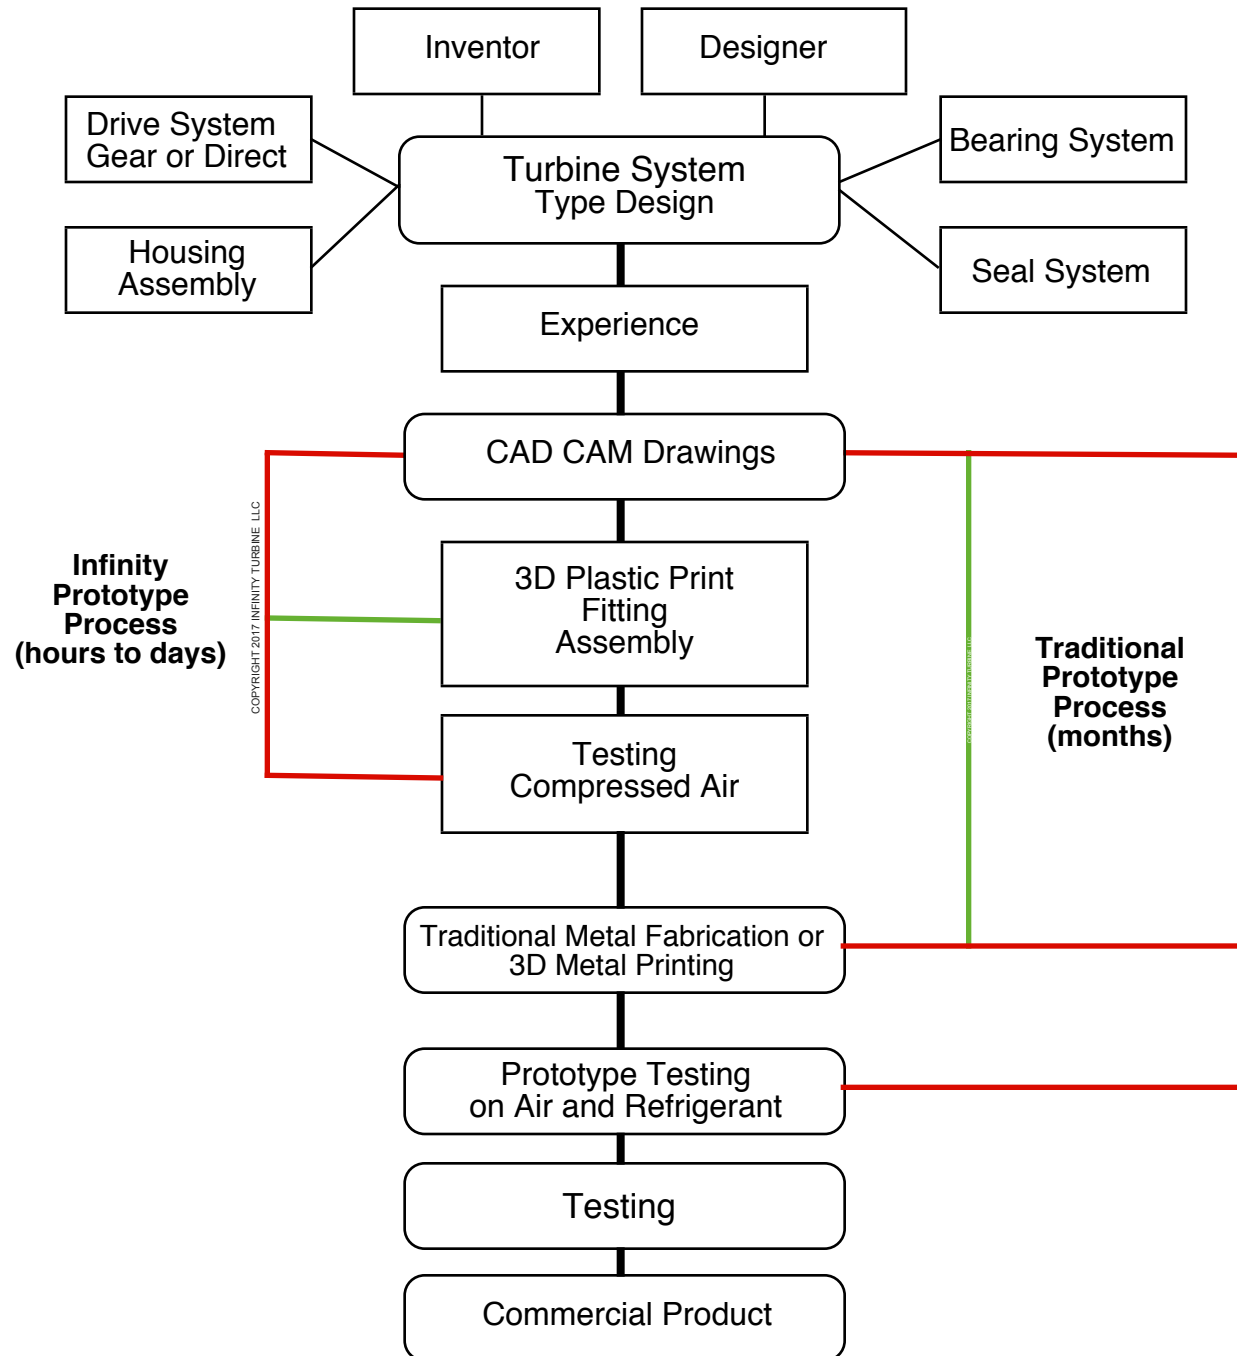 Inventor
Designer
Drive System
Gear or Direct
Turbine System
Type Design
Bearing System
Housing
Assembly
Seal System
Experience
CAD CAM Drawings
Infinity
Prototype
Process
(hours to days)
COPYRIGHT 2017 INFINITY TURBINE LLC
3D Plastic Print
Fitting
Assembly
Traditional
Prototype
Process
(months)
Testing
Compressed Air
Traditional Metal Fabrication or
3D Metal Printing
Prototype Testing
on Air and Refrigerant
Testing
Commercial Product